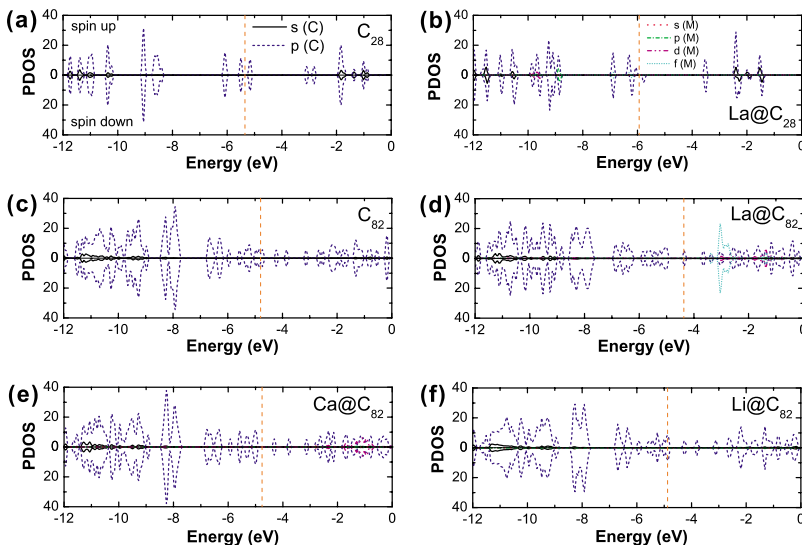 (a)
spin up
s (C)
p (C)
C28
PDOS
40
20
0
20
40
spin down
-12 -10 -8 -6 -4 -2 0
Energy (eV)
(b)
s (M)
p (M)
d (M)
f (M)
La@C28
PDOS
40
20
0
20
40
-12 -10 -8 -6 -4 -2 0
Energy (eV)
(c)
C82
PDOS
40
20
0
20
40
-12 -10 -8 -6 -4 -2 0
Energy (eV)
(d)
La@C82
PDOS
40
20
0
20
40
-12 -10 -8 -6 -4 -2 0
Energy (eV)
(e)
Ca@C82
PDOS
40
20
0
20
40
-12 -10 -8 -6 -4 -2 0
Energy (eV)
(f)
Li@C82
PDOS
40
20
0
20
40
-12 -10 -8 -6 -4 -2 0
Energy (eV)